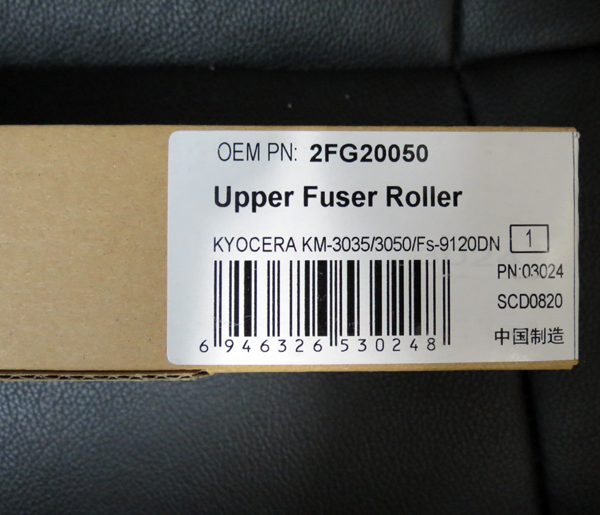 OEM PN: 2FG20050
Upper Fuser Roller
KYOCERA KM-3035/3050/Fs-9120DN 1
PN:03024
SCD0820
6 946326 530248
中国制造